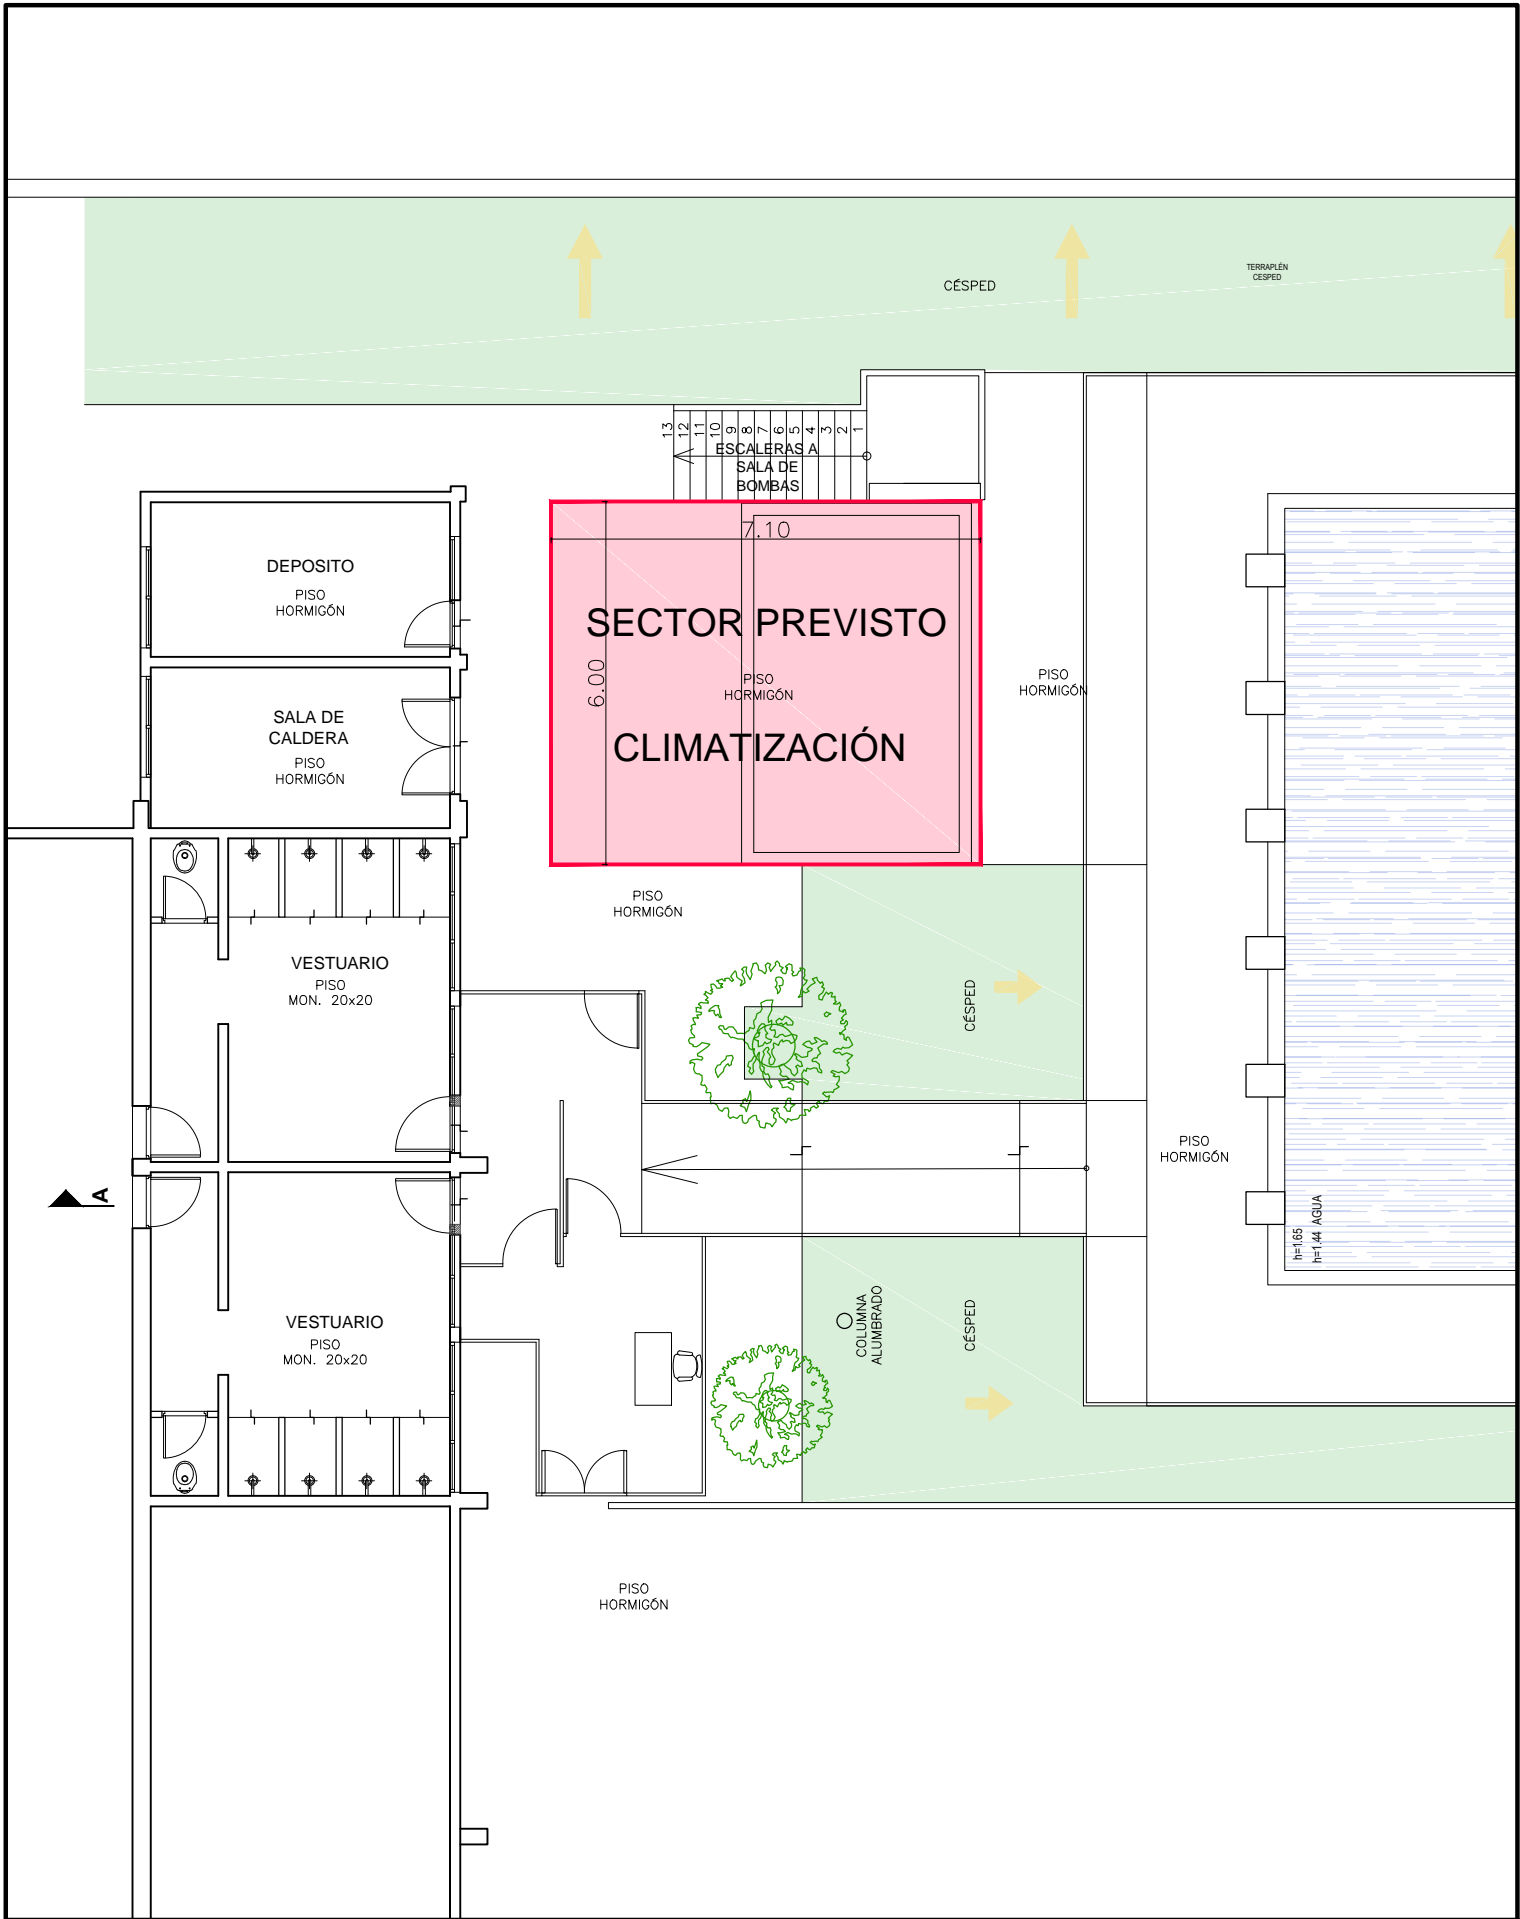 TERRAPLÉN
CESPED
CÉSPED
13
12
11
10
9
8
7
6
5
4
3
2
1
ESCALERAS A
SALA DE
BOMBAS
7.10
6.00
SECTOR PREVISTO
PISO
HORMIGÓN
CLIMATIZACIÓN
DEPOSITO
PISO
HORMIGÓN
SALA DE
CALDERA
PISO
HORMIGÓN
PISO
HORMIGÓN
PISO
HORMIGÓN
VESTUARIO
PISO
MON. 20x20
CÉSPED
PISO
HORMIGÓN
A
h=1.65
h=1.44 AGUA
VESTUARIO
PISO
MON. 20x20
COLUMNA
ALUMBRADO
CÉSPED
PISO
HORMIGÓN